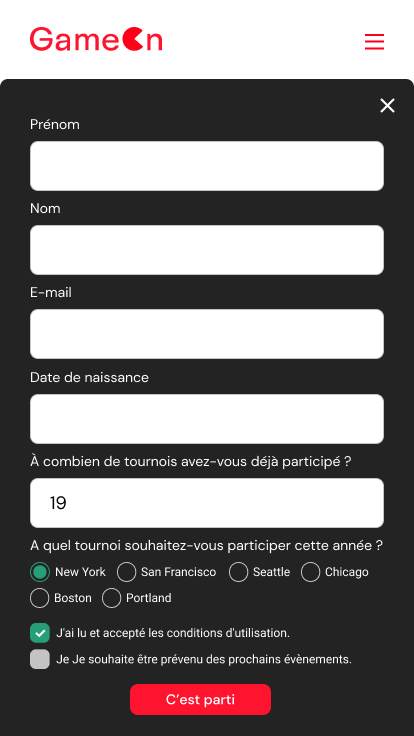 GameOn
Prénom
Nom
E-mail
Date de naissance
À combien de tournois avez-vous déjà participé ?
19
A quel tournoi souhaitez-vous participer cette année ?
New York San Francisco Seattle Chicago
Boston Portland
J'ai lu et accepté les conditions d'utilisation.
Je Je souhaite être prévenu des prochains évènements.
C’est parti